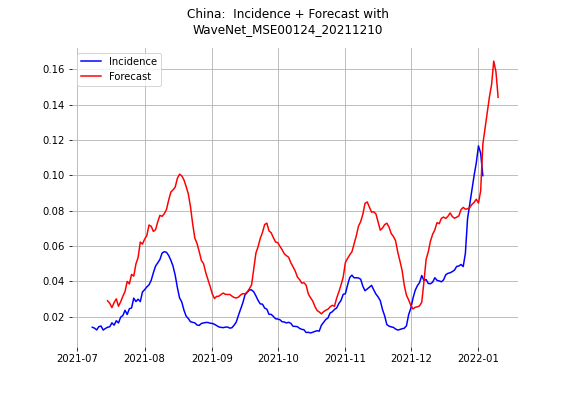 China:  Incidence + Forecast with
WaveNet_MSE00124_20211210
Incidence
Forecast
0.16
0.14
0.12
0.10
0.08
0.06
0.04
0.02
2021-07 2021-08 2021-09 2021-10 2021-11 2021-12 2022-01